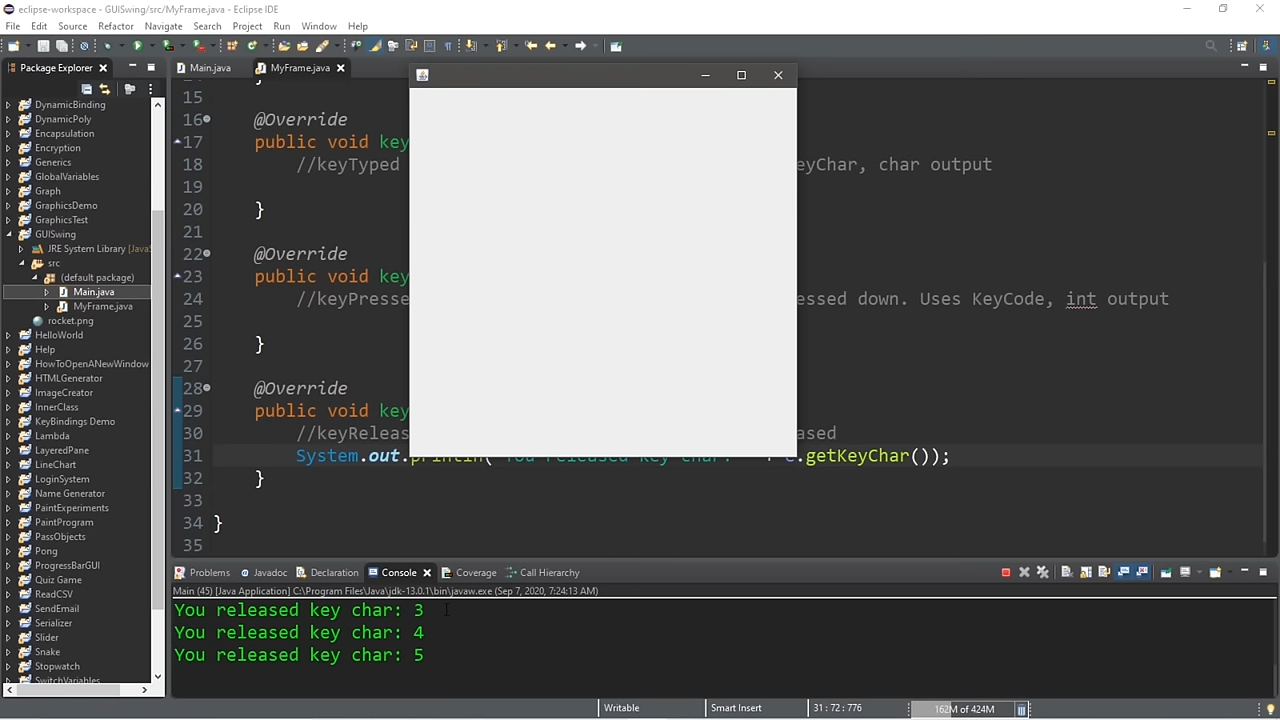 eclipse-workspace - GUISwing/src/MyFrame.java - Eclipse IDE
File Edit Source Refactor Navigate Search Project Run Window Help
Package Explorer
Main.java
MyFrame.java
DynamicBinding
DynamicPoly
Encapsulation
Encryption
Generics
GlobalVariables
Graph
GraphicsDemo
GraphicsTest
GUISwing
JRE System Library [Java
src
(default package)
Main.java
MyFrame.java
rocket.png
HelloWorld
Help
HowToOpenANewWindow
HTMLGenerator
ImageCreator
InnerClass
KeyBindings Demo
Lambda
LayeredPane
LineChart
LoginSystem
Name Generator
PaintExperiments
PaintProgram
PassObjects
Pong
ProgressBarGUI
Quiz Game
ReadCSV
SendEmail
Serializer
Slider
Snake
Stopwatch
SwitchVariables
15
16 @Override
17 public void key
18 //keyTyped eyChar, char output
19
20 }
21
22 @Override
23 public void key
24 //keyPresse essed down. Uses KeyCode, int output
25
26 }
27
28 @Override
29 public void key
30 //keyReleas ased
31 System.out.println("You released key char: " + e.getKeyChar());
32 }
33
34 }
35
Problems Javadoc Declaration Console Coverage Call Hierarchy
Main (45) [Java Application] C:\Program Files\Java\jdk-13.0.1\bin\javaw.exe (Sep 7, 2020, 7:24:13 AM)
You released key char: 3
You released key char: 4
You released key char: 5
Writable Smart Insert 31 : 72 : 776 162M of 424M